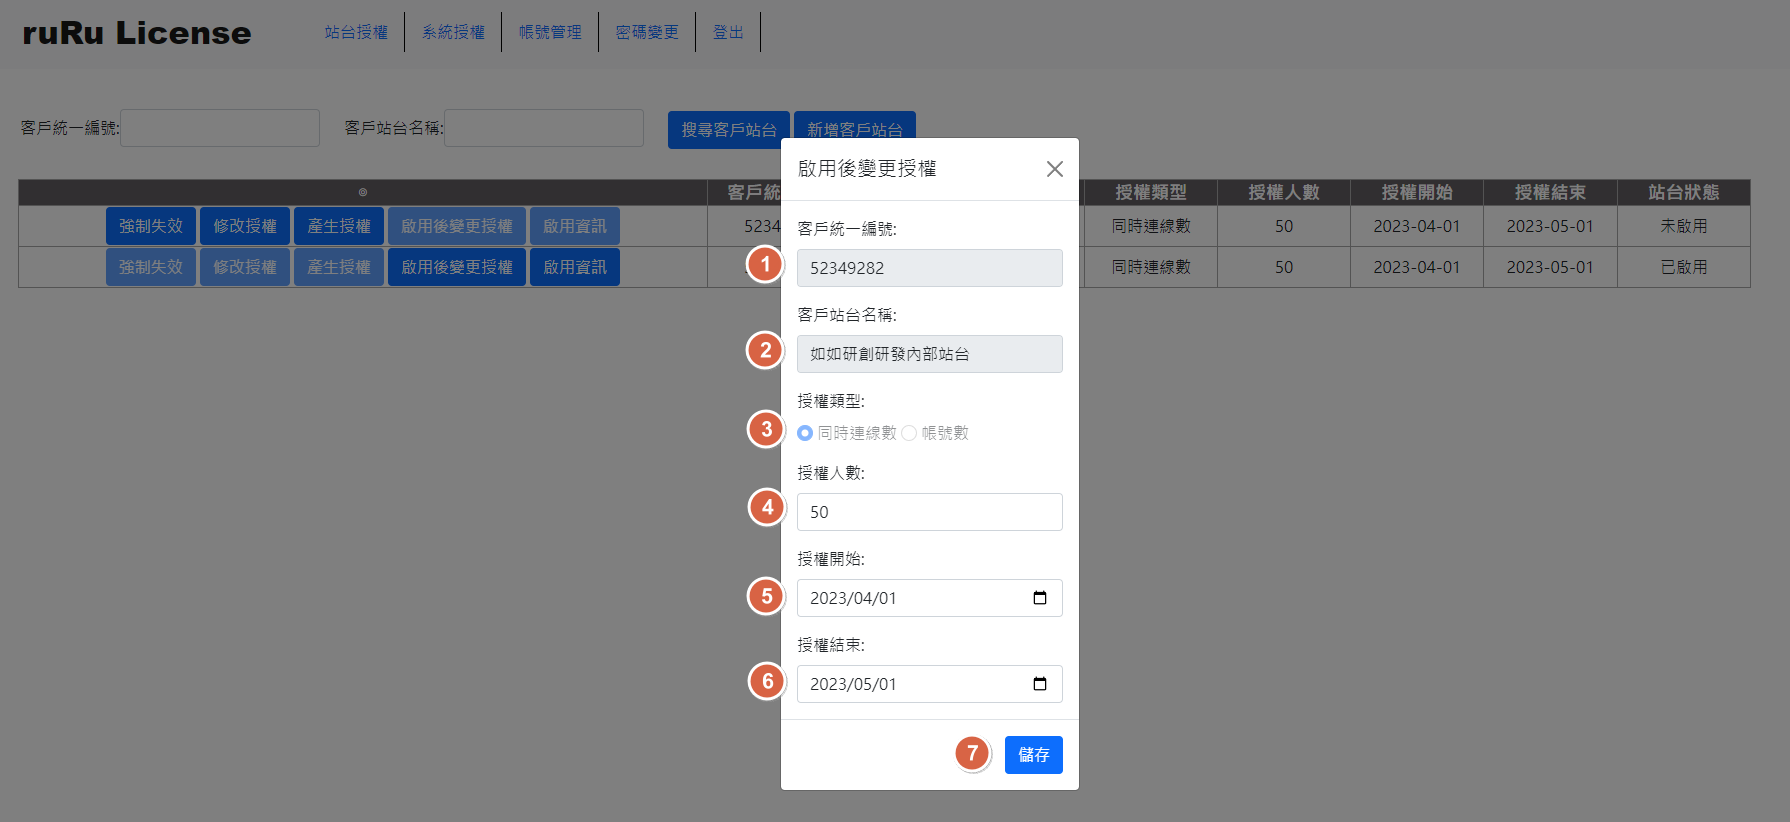 ruRu License
站台授權
系統授權
帳號管理
密碼變更
登出
客戶統一編號:
客戶站台名稱:
搜尋客戶站台
新增客戶站台
◎
客戶統
授權類型
授權人數
授權開始
授權結束
站台狀態
強制失效
修改授權
產生授權
啟用後變更授權
啟用資訊
5234
同時連線數
50
2023-04-01
2023-05-01
未啟用
強制失效
修改授權
產生授權
啟用後變更授權
啟用資訊
同時連線數
50
2023-04-01
2023-05-01
已啟用
啟用後變更授權
客戶統一編號:
1
52349282
客戶站台名稱:
2
如如研創研發內部站台
授權類型:
3
同時連線數
帳號數
授權人數:
4
50
授權開始:
5
2023/04/01
授權結束:
6
2023/05/01
7
儲存